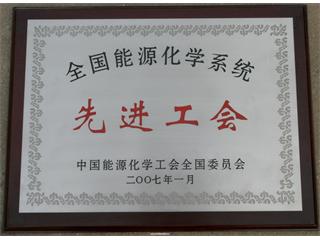 全国能源化学系统
先进工会
中国能源化学工会全国委员会
二〇〇七年一月